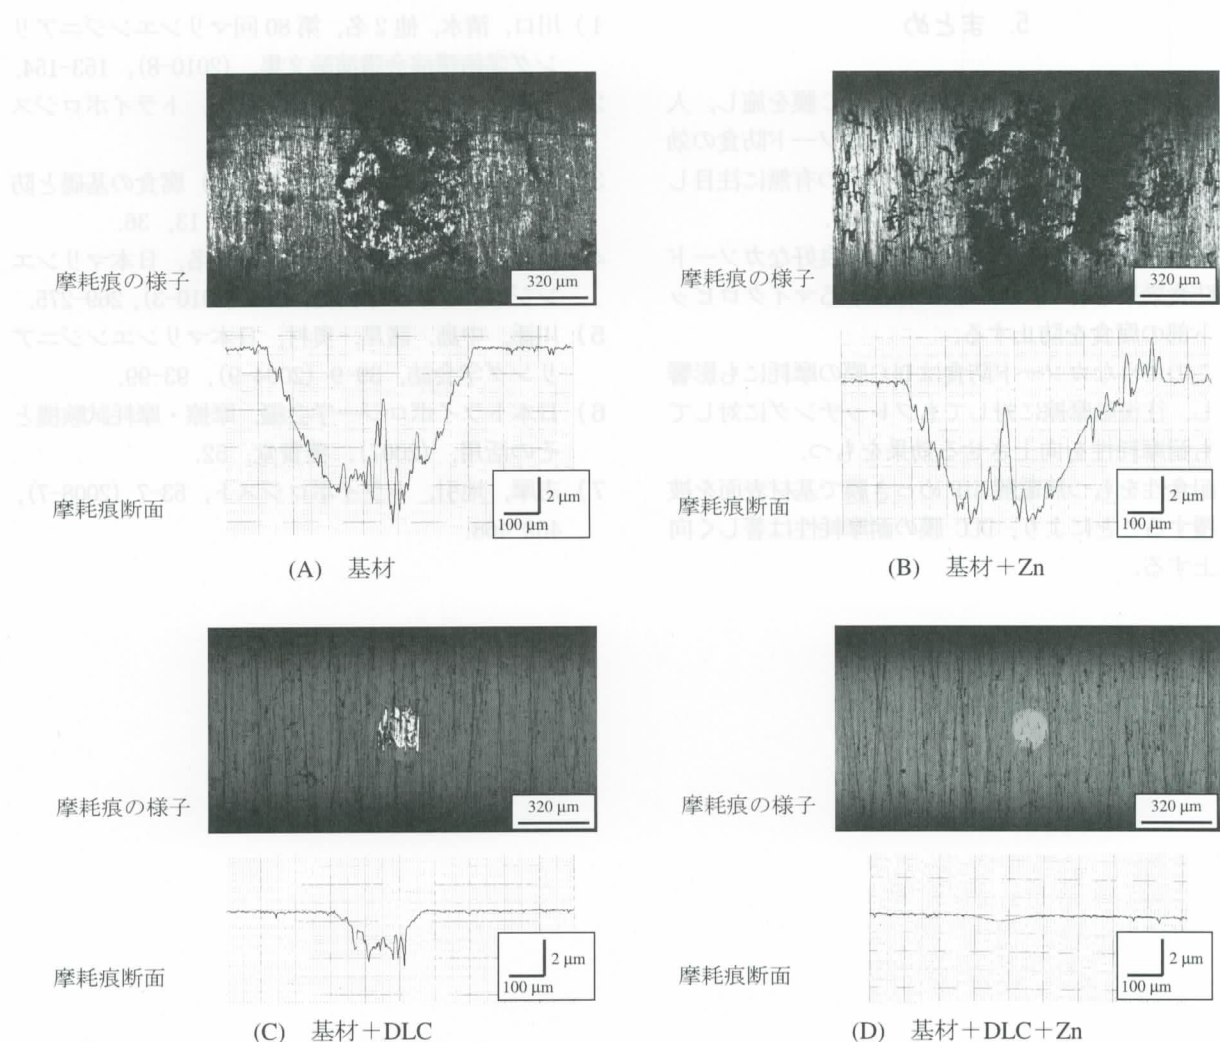 摩耗痕の様子
320 μm
摩耗痕断面
2 μm
100 μm
(A) 基材
摩耗痕の様子
320 μm
摩耗痕断面
2 μm
100 μm
(B) 基材+Zn
摩耗痕の様子
320 μm
摩耗痕断面
2 μm
100 μm
(C) 基材+DLC
摩耗痕の様子
320 μm
摩耗痕断面
2 μm
100 μm
(D) 基材+DLC+Zn